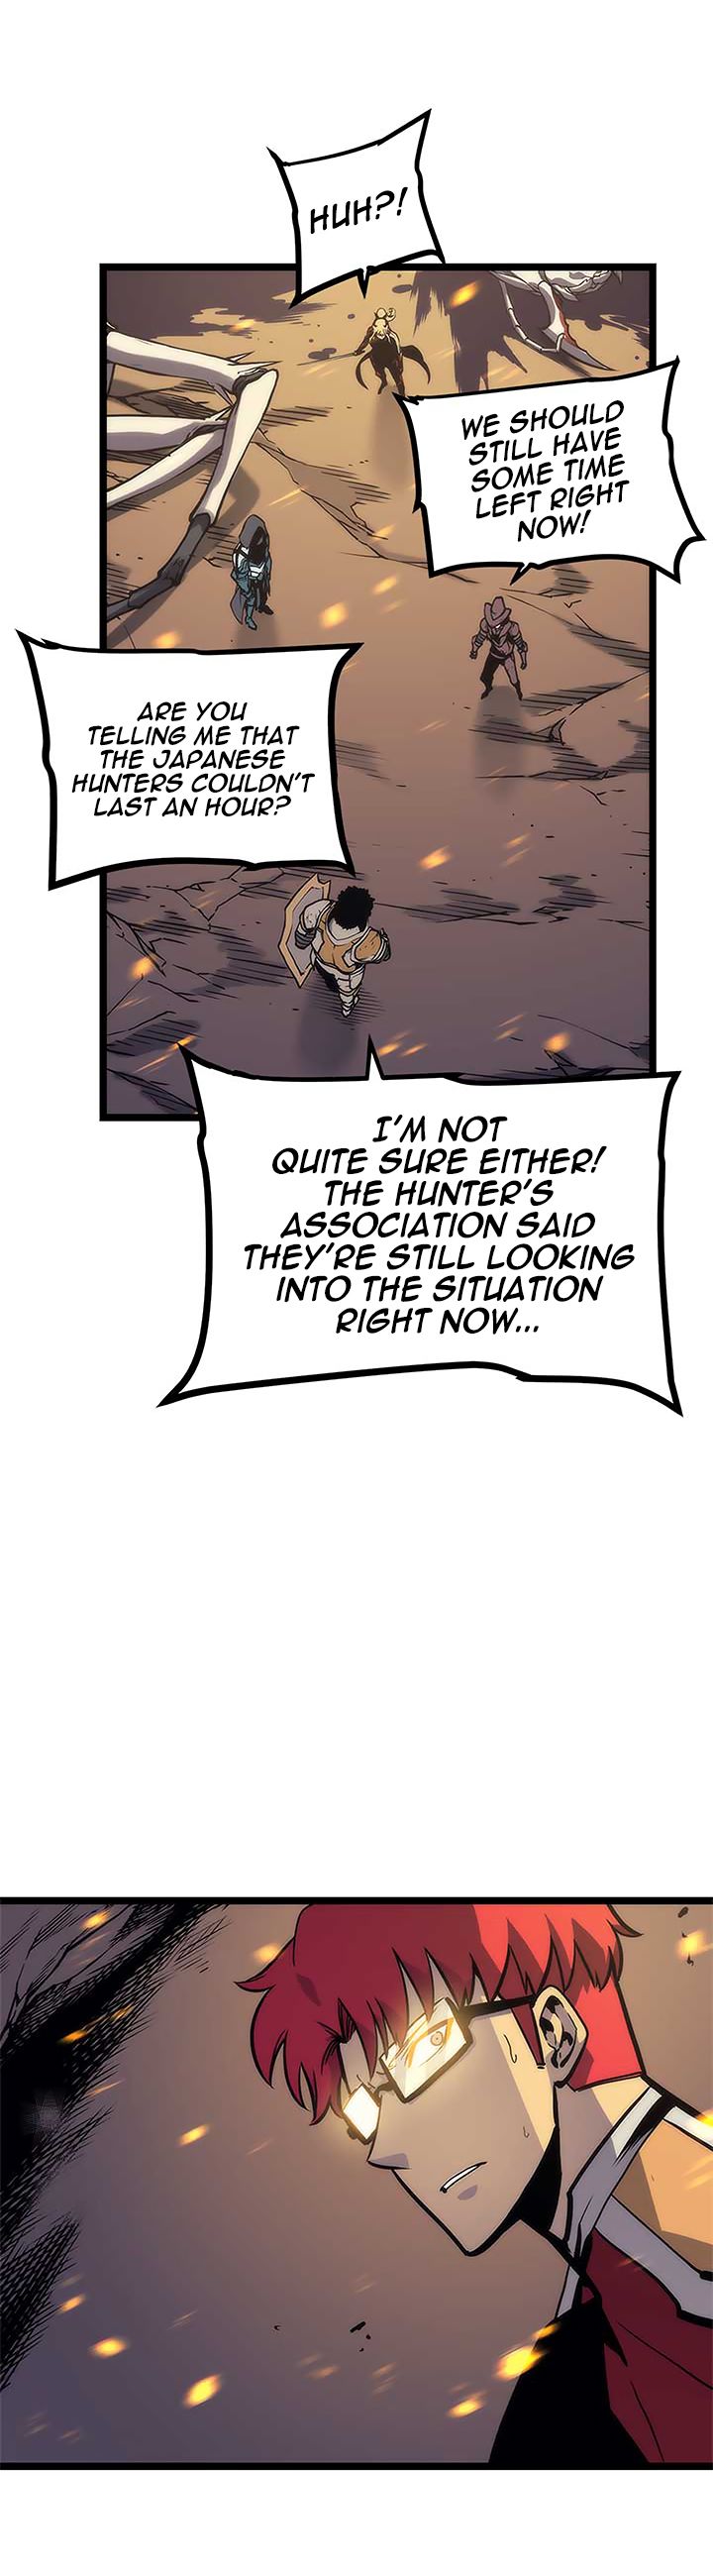 HUH?!
WE SHOULD
STILL HAVE
SOME TIME
LEFT RIGHT
NOW!
ARE YOU
TELLING ME THAT
THE JAPANESE
HUNTERS COULDN'T
LAST AN HOUR?
I'M NOT
QUITE SURE EITHER!
THE HUNTER'S
ASSOCIATION SAID
THEY'RE STILL LOOKING
INTO THE SITUATION
RIGHT NOW...